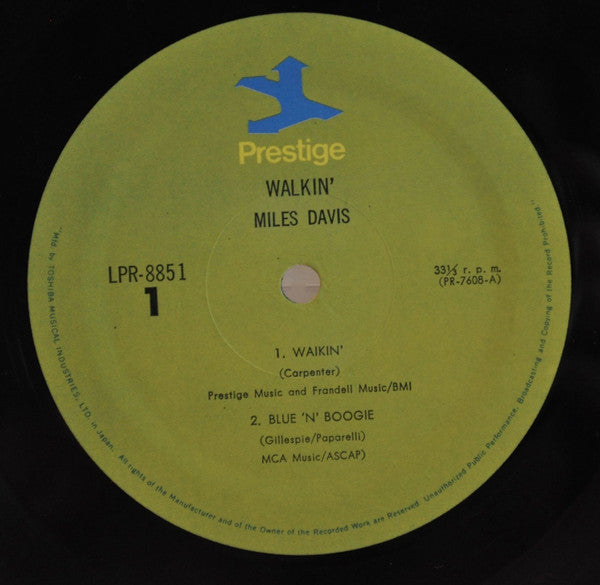 Prestige
WALKIN'
MILES DAVIS
LPR-8851
1
33⅓ r. p. m.
(PR-7608-A)
1. WAIKIN'
(Carpenter)
Prestige Music and Frandell Music/BMI
2. BLUE 'N' BOOGIE
(Gillespie/Paparelli)
MCA Music/ASCAP)
"Mfd. by TOSHIBA MUSICAL INDUSTRIES, LTD. in Japan. All rights of the Manufacturer and of the Owner of the Recorded Work are Reserved. Unauthorized Public Performance, Broadcasting and Copying of the Record Prohibited"